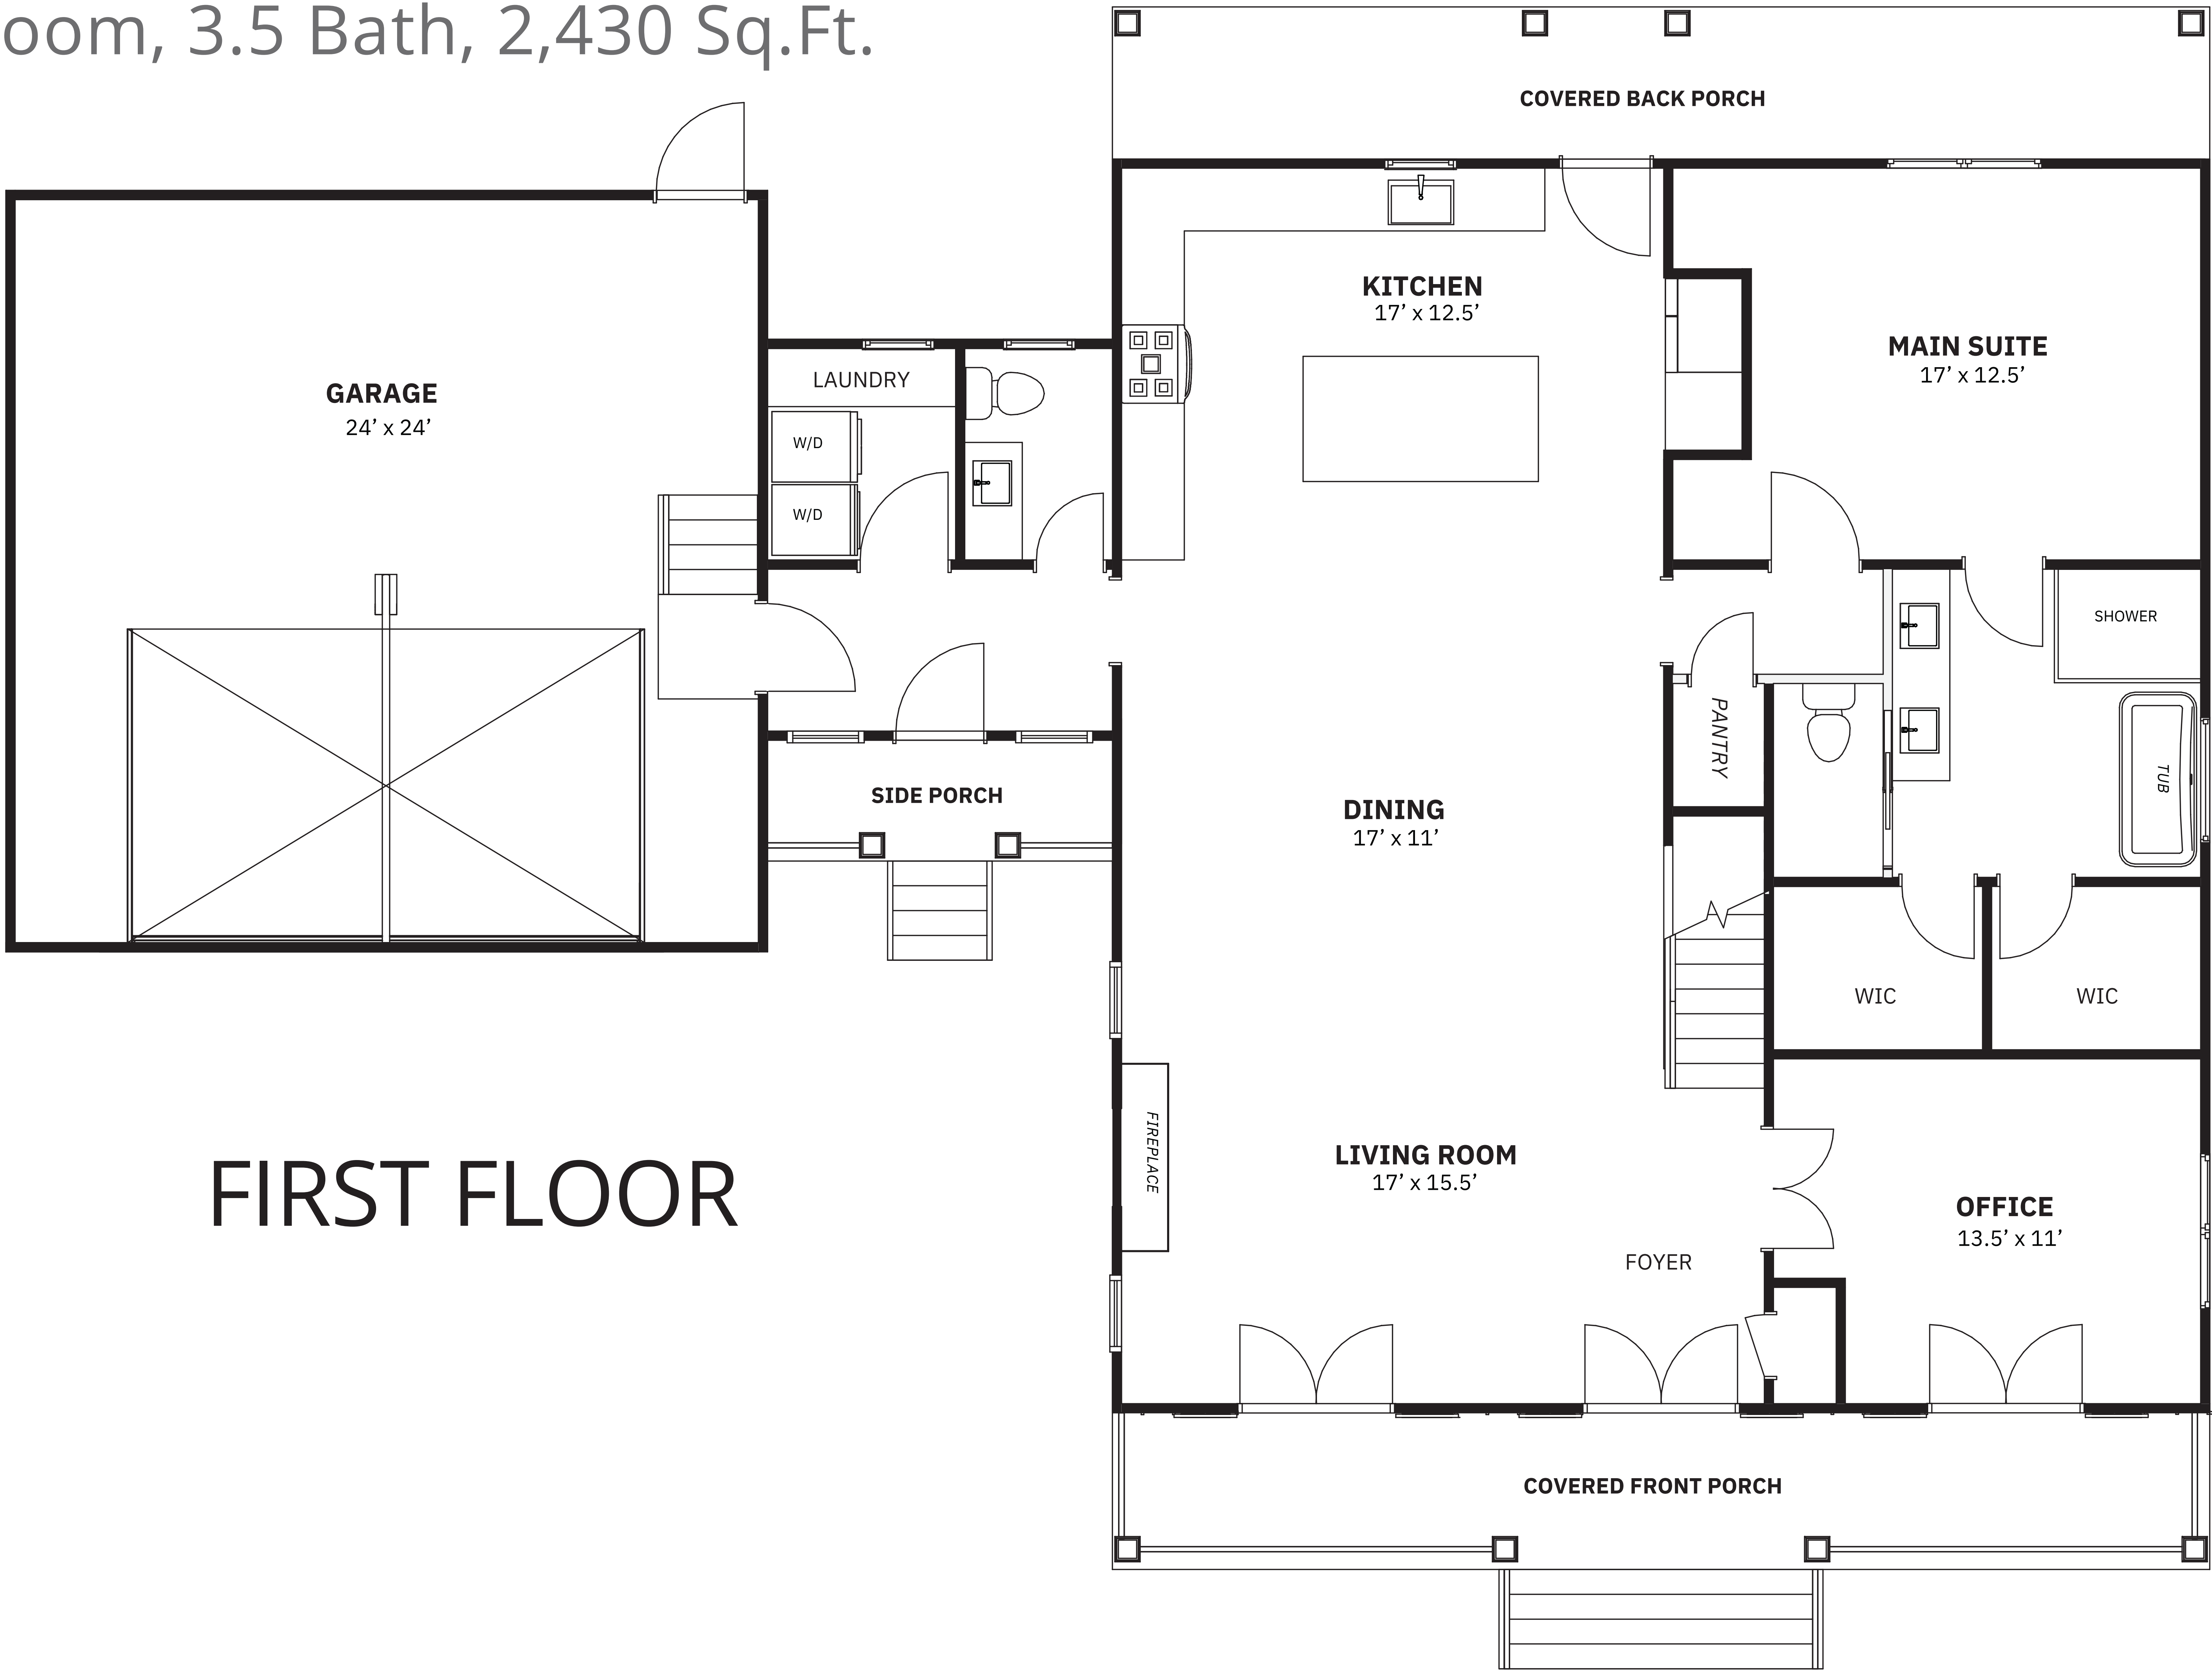 oom, 3.5 Bath, 2,430 Sq.Ft.
COVERED BACK PORCH
KITCHEN
17’ x 12.5’
MAIN SUITE
17’ x 12.5’
GARAGE
24’ x 24’
LAUNDRY
W/D
W/D
SHOWER
PANTRY
TUB
SIDE PORCH
DINING
17’ x 11’
WIC
WIC
FIREPLACE
LIVING ROOM
17’ x 15.5’
FIRST FLOOR
OFFICE
13.5’ x 11’
FOYER
COVERED FRONT PORCH